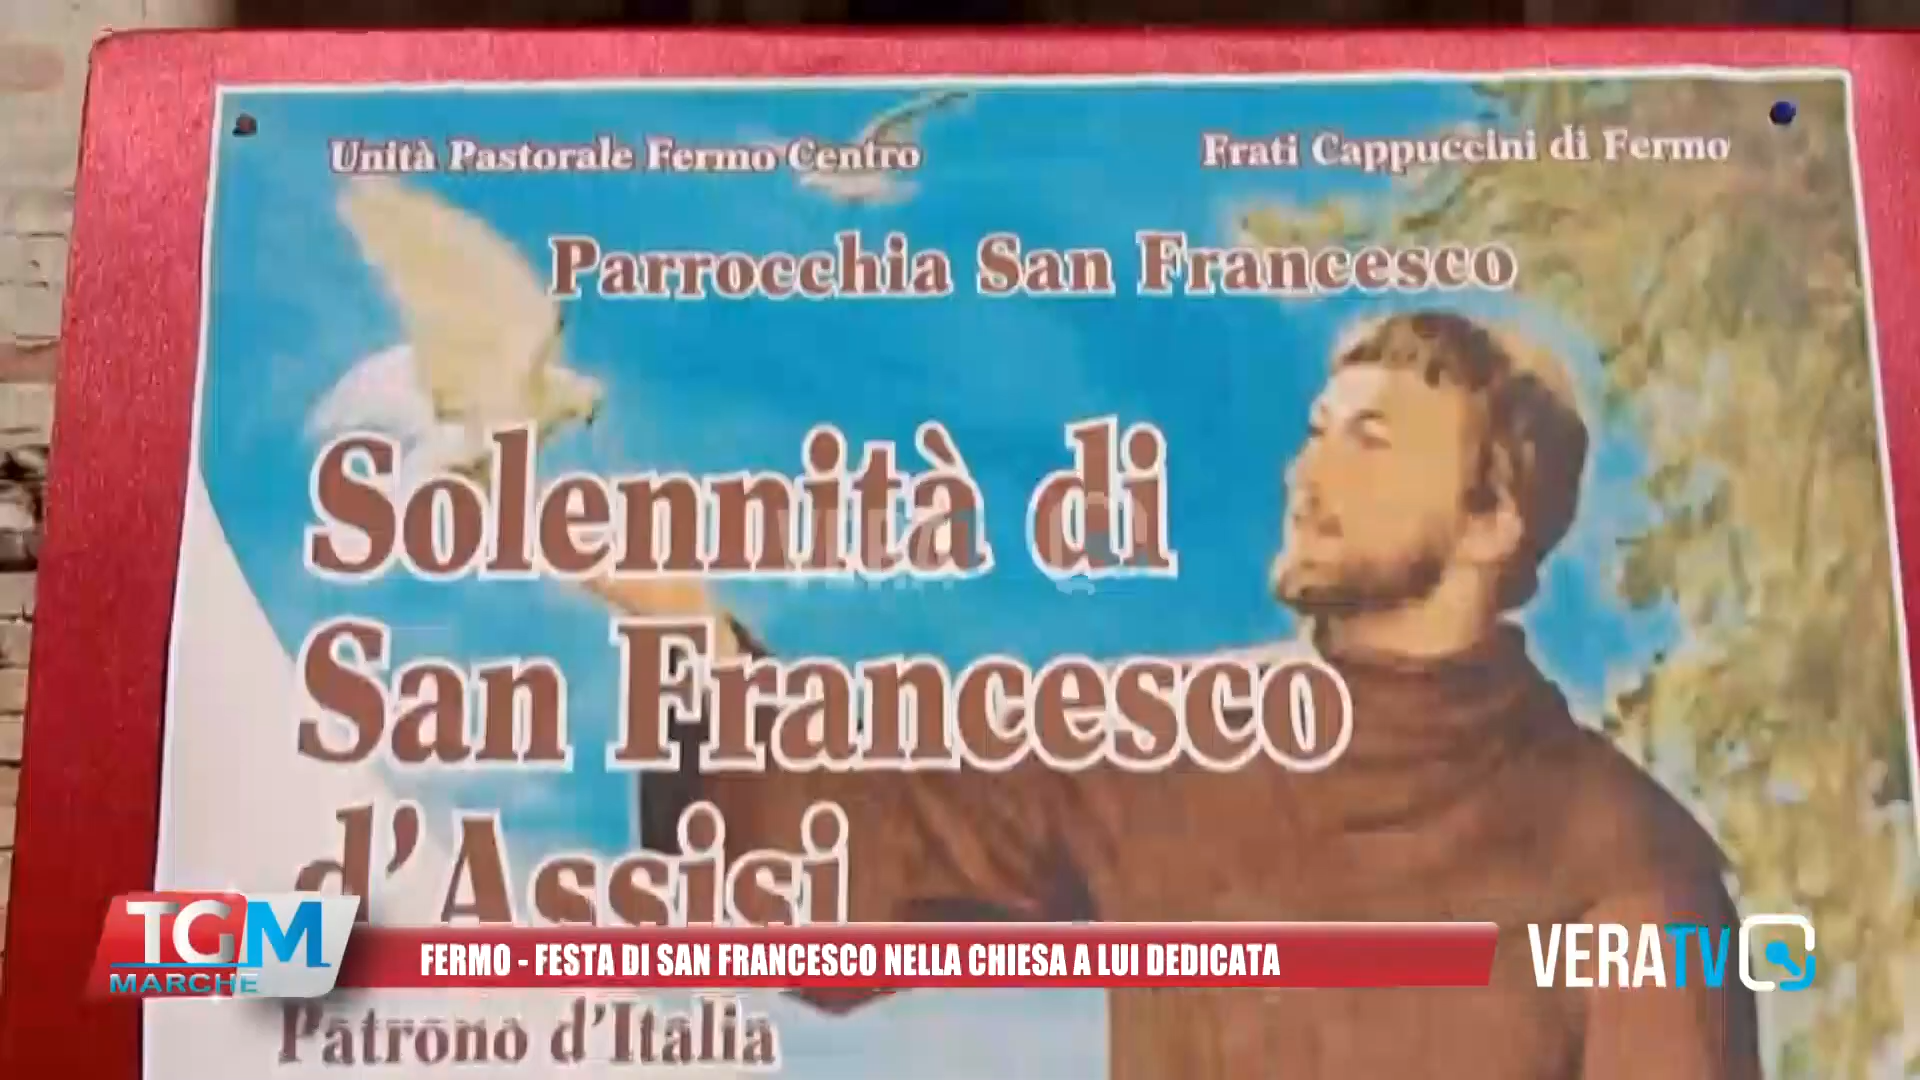 Unità Pastorale Fermo Centro
Frati Cappuccini di Fermo
Parrocchia San Francesco
Solennità di
San Francesco
d'Assisi
Patrono d'Italia
TGM
MARCHE
FERMO - FESTA DI SAN FRANCESCO NELLA CHIESA A LUI DEDICATA
VERATV